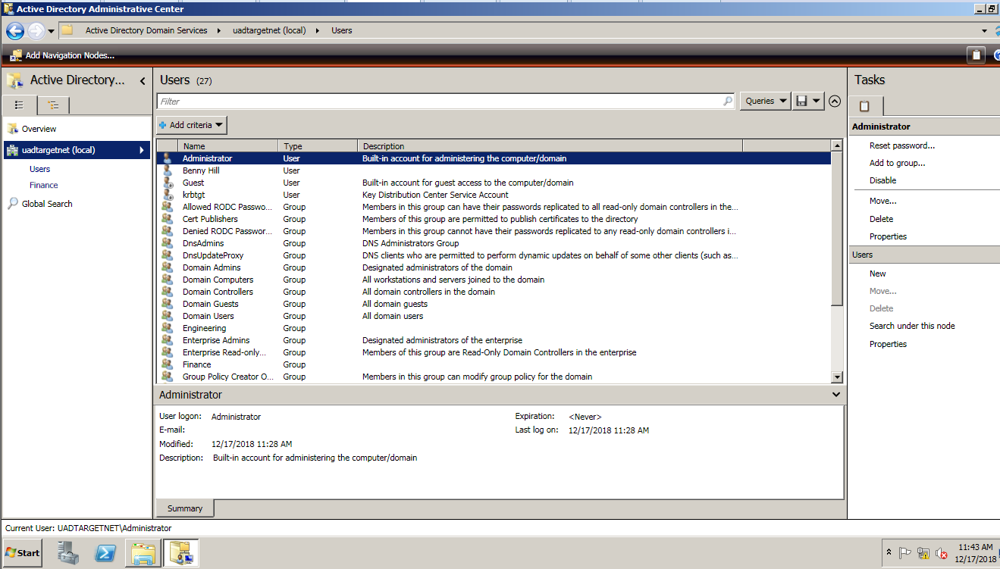 Active Directory Administrative Center
Active Directory Domain Services uadtargetnet (local) Users
Add Navigation Nodes...
Active Directory...
Overview
uadtargetnet (local)
Users
Finance
Global Search
Users (27)
Filter
Queries
Add criteria
Name Type Description
Administrator User Built-in account for administering the computer/domain
Benny Hill User
Guest User Built-in account for guest access to the computer/domain
krbtgt User Key Distribution Center Service Account
Allowed RODC Passwo... Group Members in this group can have their passwords replicated to all read-only domain controllers in the...
Cert Publishers Group Members of this group are permitted to publish certificates to the directory
Denied RODC Passwor... Group Members in this group cannot have their passwords replicated to any read-only domain controllers i...
DnsAdmins Group DNS Administrators Group
DnsUpdateProxy Group DNS clients who are permitted to perform dynamic updates on behalf of some other clients (such as...
Domain Admins Group Designated administrators of the domain
Domain Computers Group All workstations and servers joined to the domain
Domain Controllers Group All domain controllers in the domain
Domain Guests Group All domain guests
Domain Users Group All domain users
Engineering Group
Enterprise Admins Group Designated administrators of the enterprise
Enterprise Read-only... Group Members of this group are Read-Only Domain Controllers in the enterprise
Finance Group
Group Policy Creator O... Group Members in this group can modify group policy for the domain
Administrator
User logon: Administrator Expiration: <Never>
E-mail: Last log on: 12/17/2018 11:28 AM
Modified: 12/17/2018 11:28 AM
Description: Built-in account for administering the computer/domain
Summary
Tasks
Administrator
Reset password...
Add to group...
Disable
Move...
Delete
Properties
Users
New
Move...
Delete
Search under this node
Properties
Current User: UADTARGETNET\Administrator
Start
11:43 AM
12/17/2018